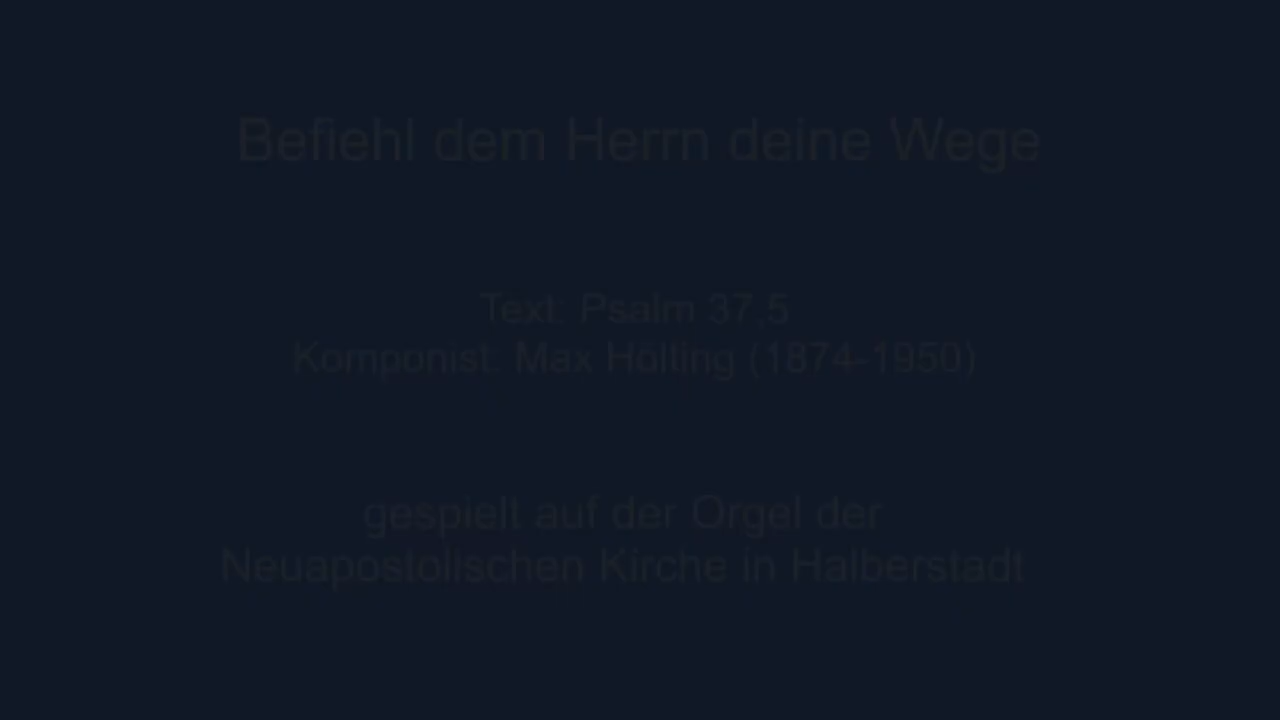 Befiehl dem Herrn deine Wege
Text: Psalm 37,5
Komponist: Max Hölting (1874-1950)
gespielt auf der Orgel der
Neuapostolischen Kirche in Halberstadt